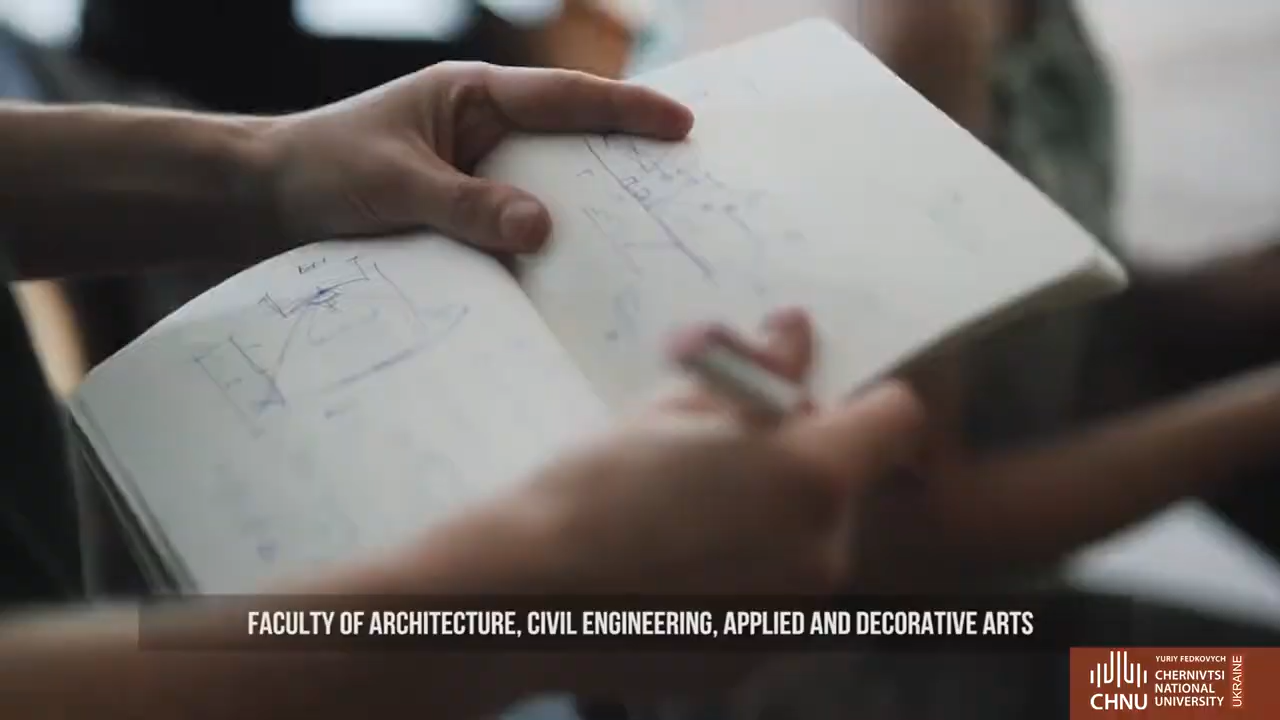 FACULTY OF ARCHITECTURE, CIVIL ENGINEERING, APPLIED AND DECORATIVE ARTS
CHNU
YURIY FEDKOVYCH
CHERNIVTSI
NATIONAL
UNIVERSITY
UKRAINE